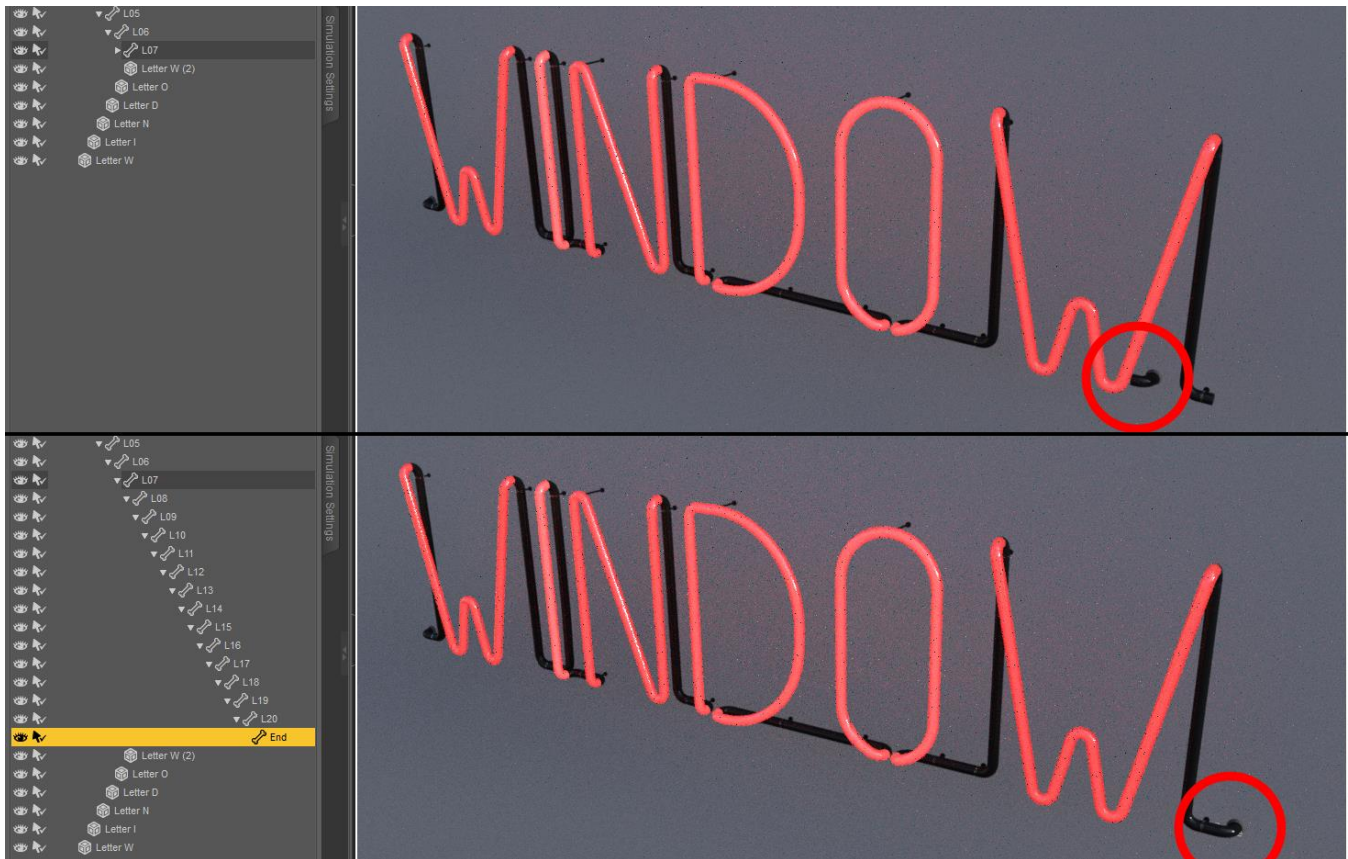 L05
L06
L07
Letter W (2)
Letter O
Letter D
Letter N
Letter I
Letter W
Simulation Settings
WINDOW
L05
L06
L07
L08
L09
L10
L11
L12
L13
L14
L15
L16
L17
L18
L19
L20
End
Letter W (2)
Letter O
Letter D
Letter N
Letter I
Letter W
Simulation Settings
WINDOW